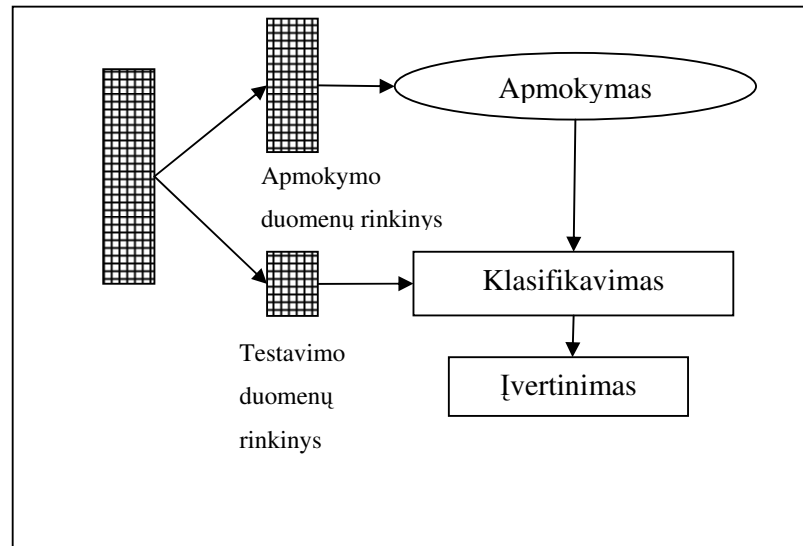 Apmokymas
Apmokymo
duomenų rinkinys
Klasifikavimas
Testavimo
duomenų
rinkinys
Įvertinimas